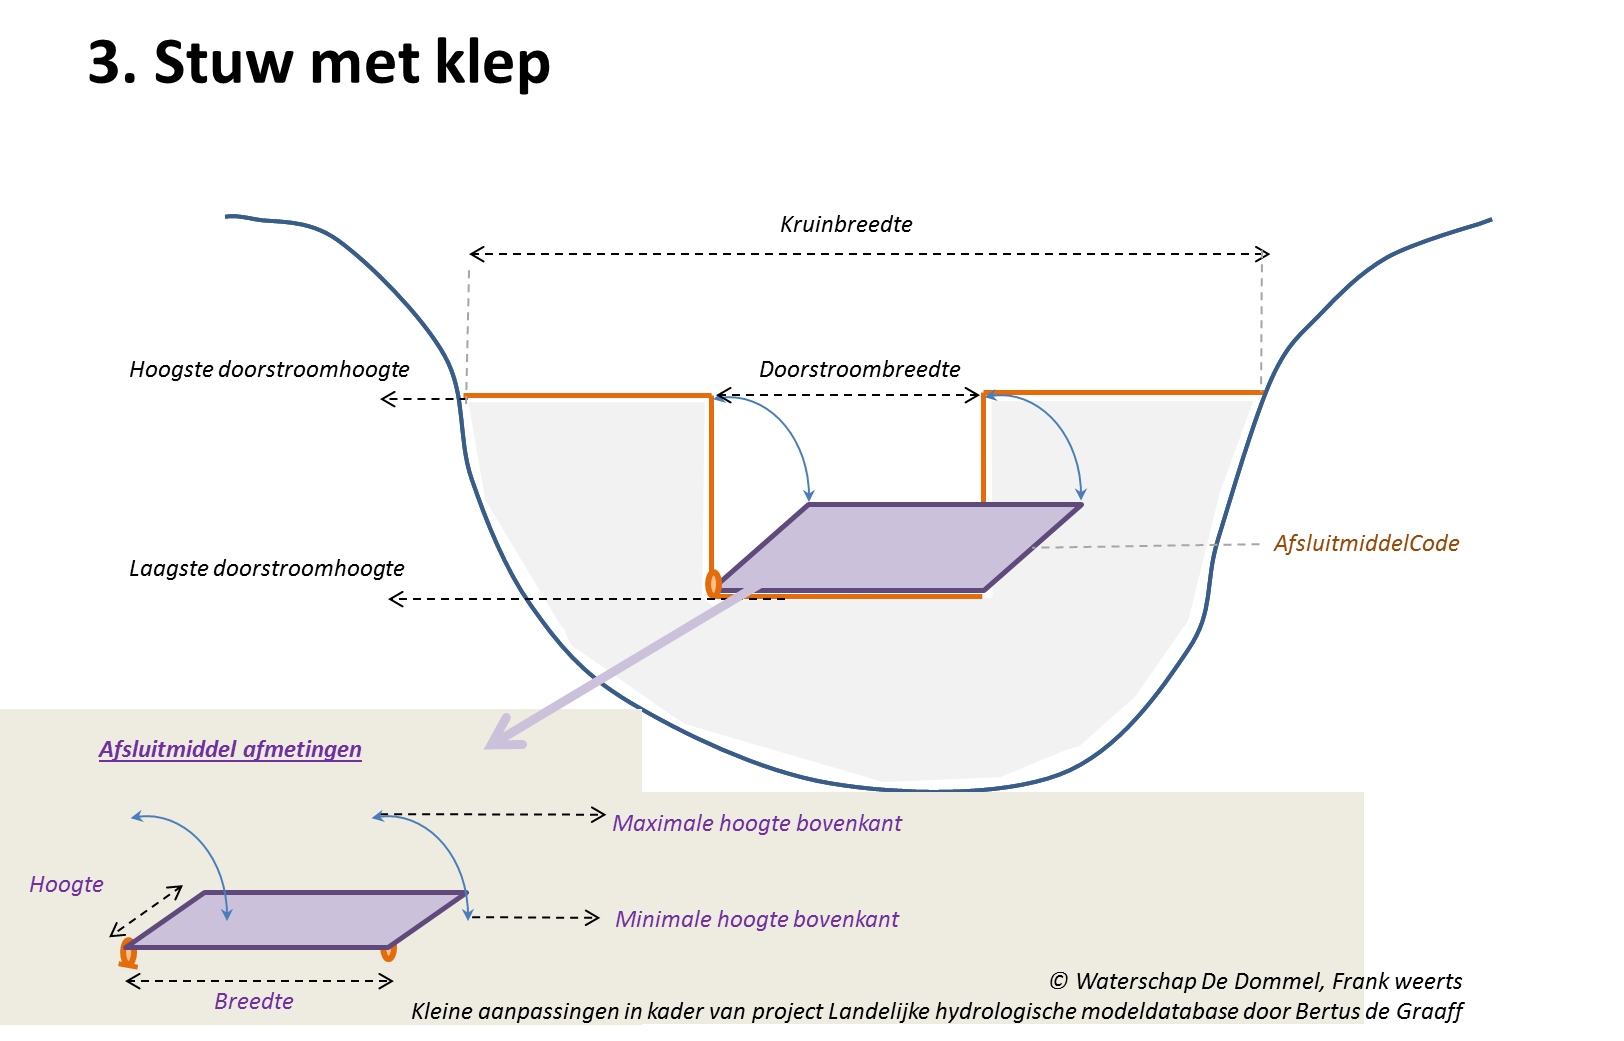 3. Stuw met klep
Kruinbreedte
Hoogste doorstroomhoogte
Doorstroombreedte
AfsluitmiddelCode
Laagste doorstroomhoogte
Afsluitmiddel afmetingen
Maximale hoogte bovenkant
Hoogte
Minimale hoogte bovenkant
Breedte
© Waterschap De Dommel, Frank weerts
Kleine aanpassingen in kader van project Landelijke hydrologische modeldatabase door Bertus de Graaff